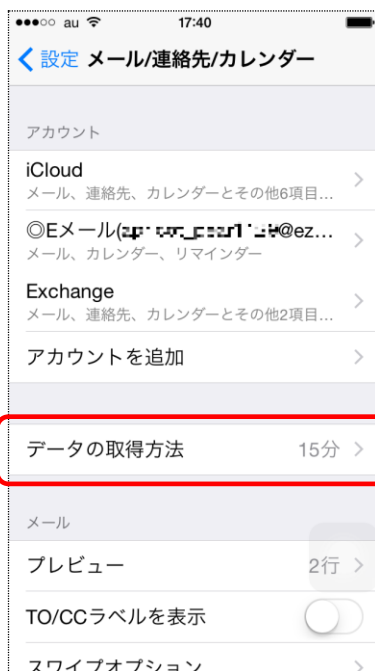 au 17:40
設定 メール/連絡先/カレンダー
アカウント
iCloud
メール、連絡先、カレンダーとその他6項目...
◎Eメール(@ez...
メール、カレンダー、リマインダー
Exchange
メール、連絡先、カレンダーとその他2項目...
アカウントを追加
データの取得方法 15分
メール
プレビュー 2行
TO/CCラベルを表示
スワイプオプション